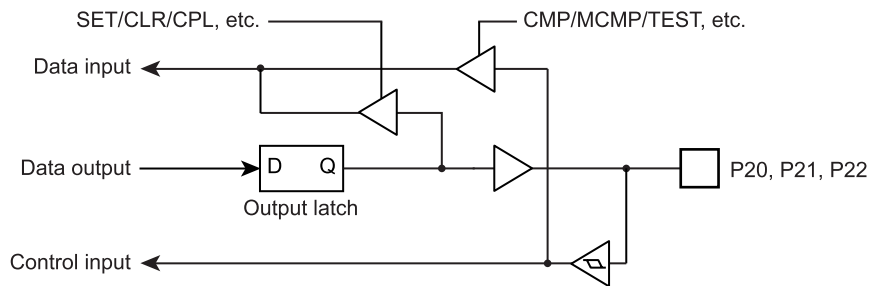 SET/CLR/CPL, etc.
CMP/MCMP/TEST, etc.
Data input
Data output
D Q
P20, P21, P22
Output latch
Control input